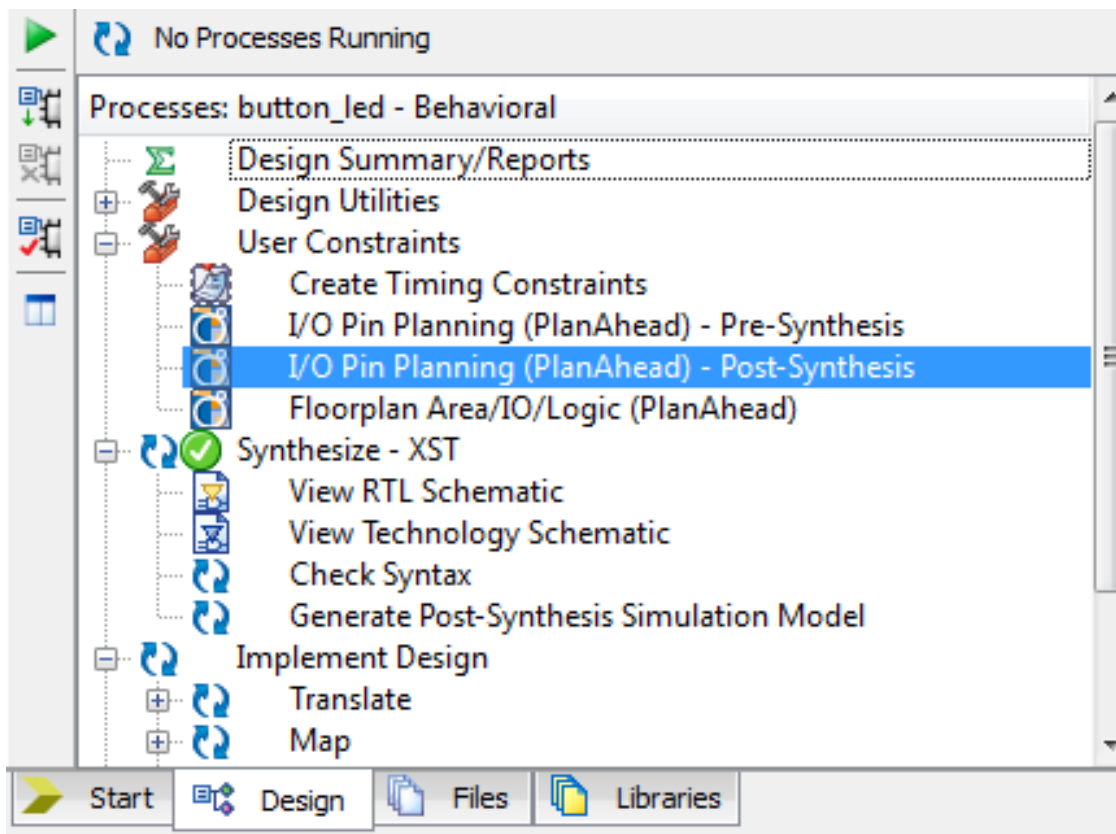 No Processes Running
Processes: button_led - Behavioral
Design Summary/Reports
Design Utilities
User Constraints
Create Timing Constraints
I/O Pin Planning (PlanAhead) - Pre-Synthesis
I/O Pin Planning (PlanAhead) - Post-Synthesis
Floorplan Area/IO/Logic (PlanAhead)
Synthesize - XST
View RTL Schematic
View Technology Schematic
Check Syntax
Generate Post-Synthesis Simulation Model
Implement Design
Translate
Map
Start Design Files Libraries